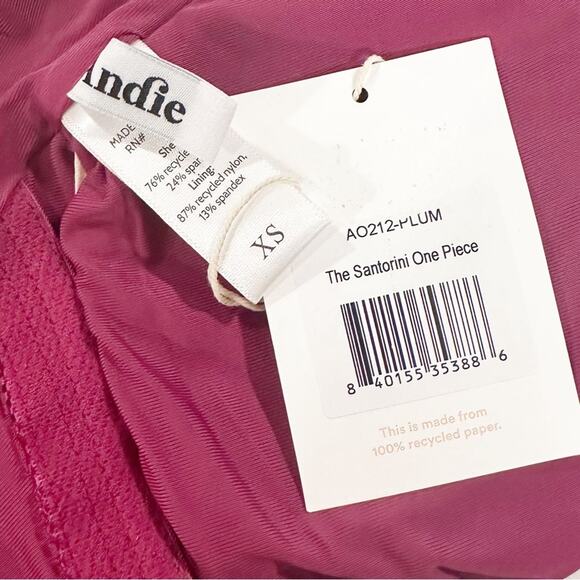 andie
MADE
RN#
She
76% recycle
24% spar
Lining:
87% recycled nylon,
13% spandex
XS
AO212-PLUM
The Santorini One Piece
8 40155 35388 6
This is made from
100% recycled paper.